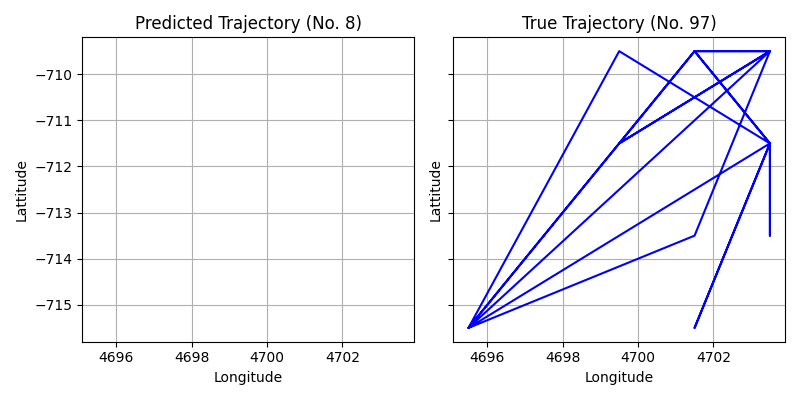 Predicted Trajectory (No. 8)
True Trajectory (No. 97)
Lattitude
−710
−711
−712
−713
−714
−715
4696
4698
4700
4702
Longitude
Lattitude
4696
4698
4700
4702
Longitude